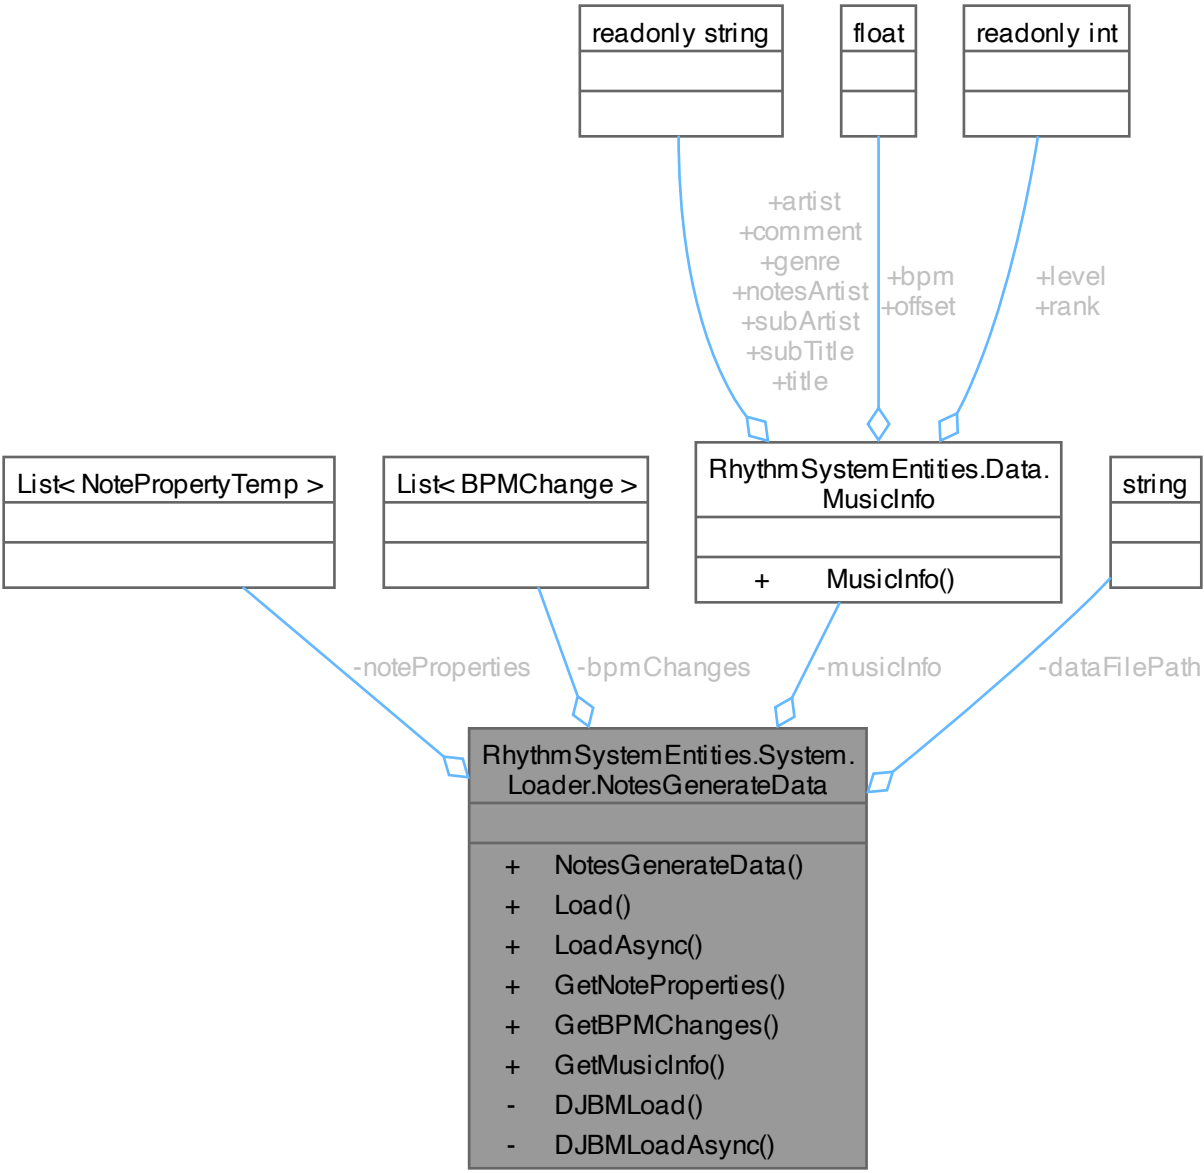 readonly string
float
readonly int
+artist
+comment
+genre
+notesArtist
+subArtist
+subTitle
+title
+bpm
+offset
+level
+rank
List< NotePropertyTemp >
List< BPMChange >
RhythmSystemEntities.Data.
MusicInfo
+ MusicInfo()
string
-noteProperties
-bpmChanges
-musicInfo
-dataFilePath
RhythmSystemEntities.System.
Loader.NotesGenerateData
+ NotesGenerateData()
+ Load()
+ LoadAsync()
+ GetNoteProperties()
+ GetBPMChanges()
+ GetMusicInfo()
- DJBMLoad()
- DJBMLoadAsync()